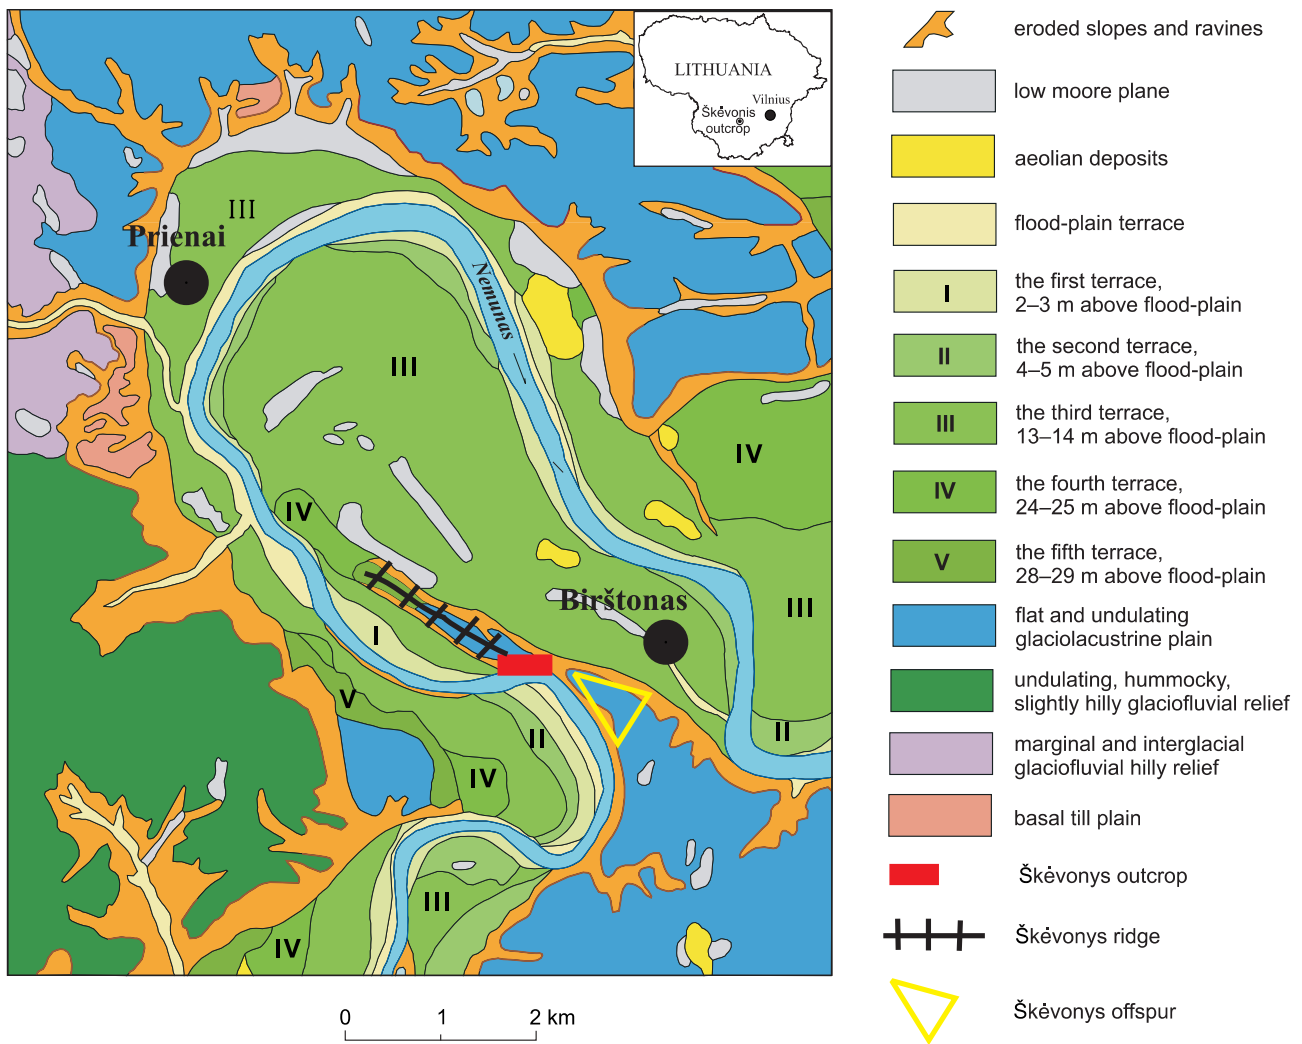 LITHUANIA
Vilnius
Škėvonis
outcrop
III
Prienai
Nemunas
III
IV
IV
Birštonas
III
I
V
II
II
IV
III
IV
0 1 2 km
eroded slopes and ravines
low moore plane
aeolian deposits
flood-plain terrace
I
the first terrace,
2–3 m above flood-plain
II
the second terrace,
4–5 m above flood-plain
III
the third terrace,
13–14 m above flood-plain
IV
the fourth terrace,
24–25 m above flood-plain
V
the fifth terrace,
28–29 m above flood-plain
flat and undulating
glaciolacustrine plain
undulating, hummocky,
slightly hilly glaciofluvial relief
marginal and interglacial
glaciofluvial hilly relief
basal till plain
Škėvonys outcrop
Škėvonys ridge
Škėvonys offspur